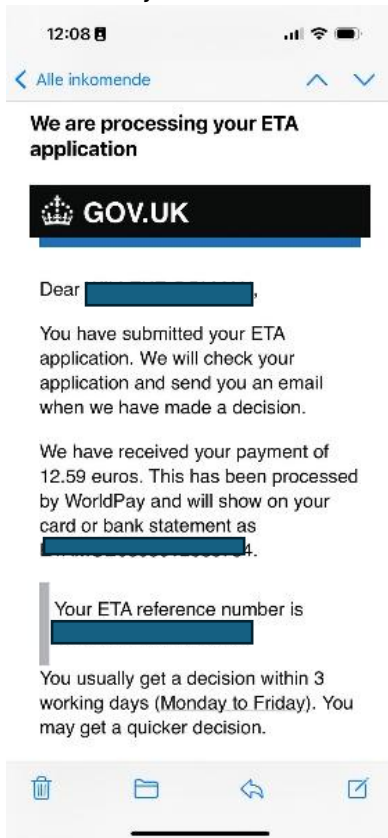 12:08
Alle inkomende
We are processing your ETA
application
GOV.UK
Dear ,
You have submitted your ETA
application. We will check your
application and send you an email
when we have made a decision.
We have received your payment of
12.59 euros. This has been processed
by WorldPay and will show on your
card or bank statement as
4.
Your ETA reference number is
You usually get a decision within 3
working days (Monday to Friday). You
may get a quicker decision.